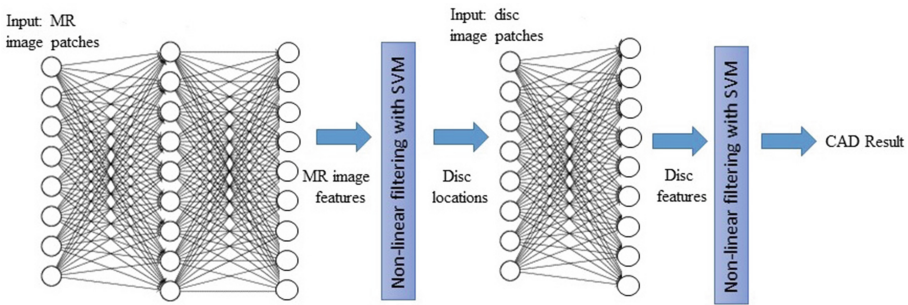 Input: MR
image patches
MR image
features
Non-linear filtering with SVM
Disc
locations
Input: disc
image patches
Disc
features
Non-linear filtering with SVM
CAD Result